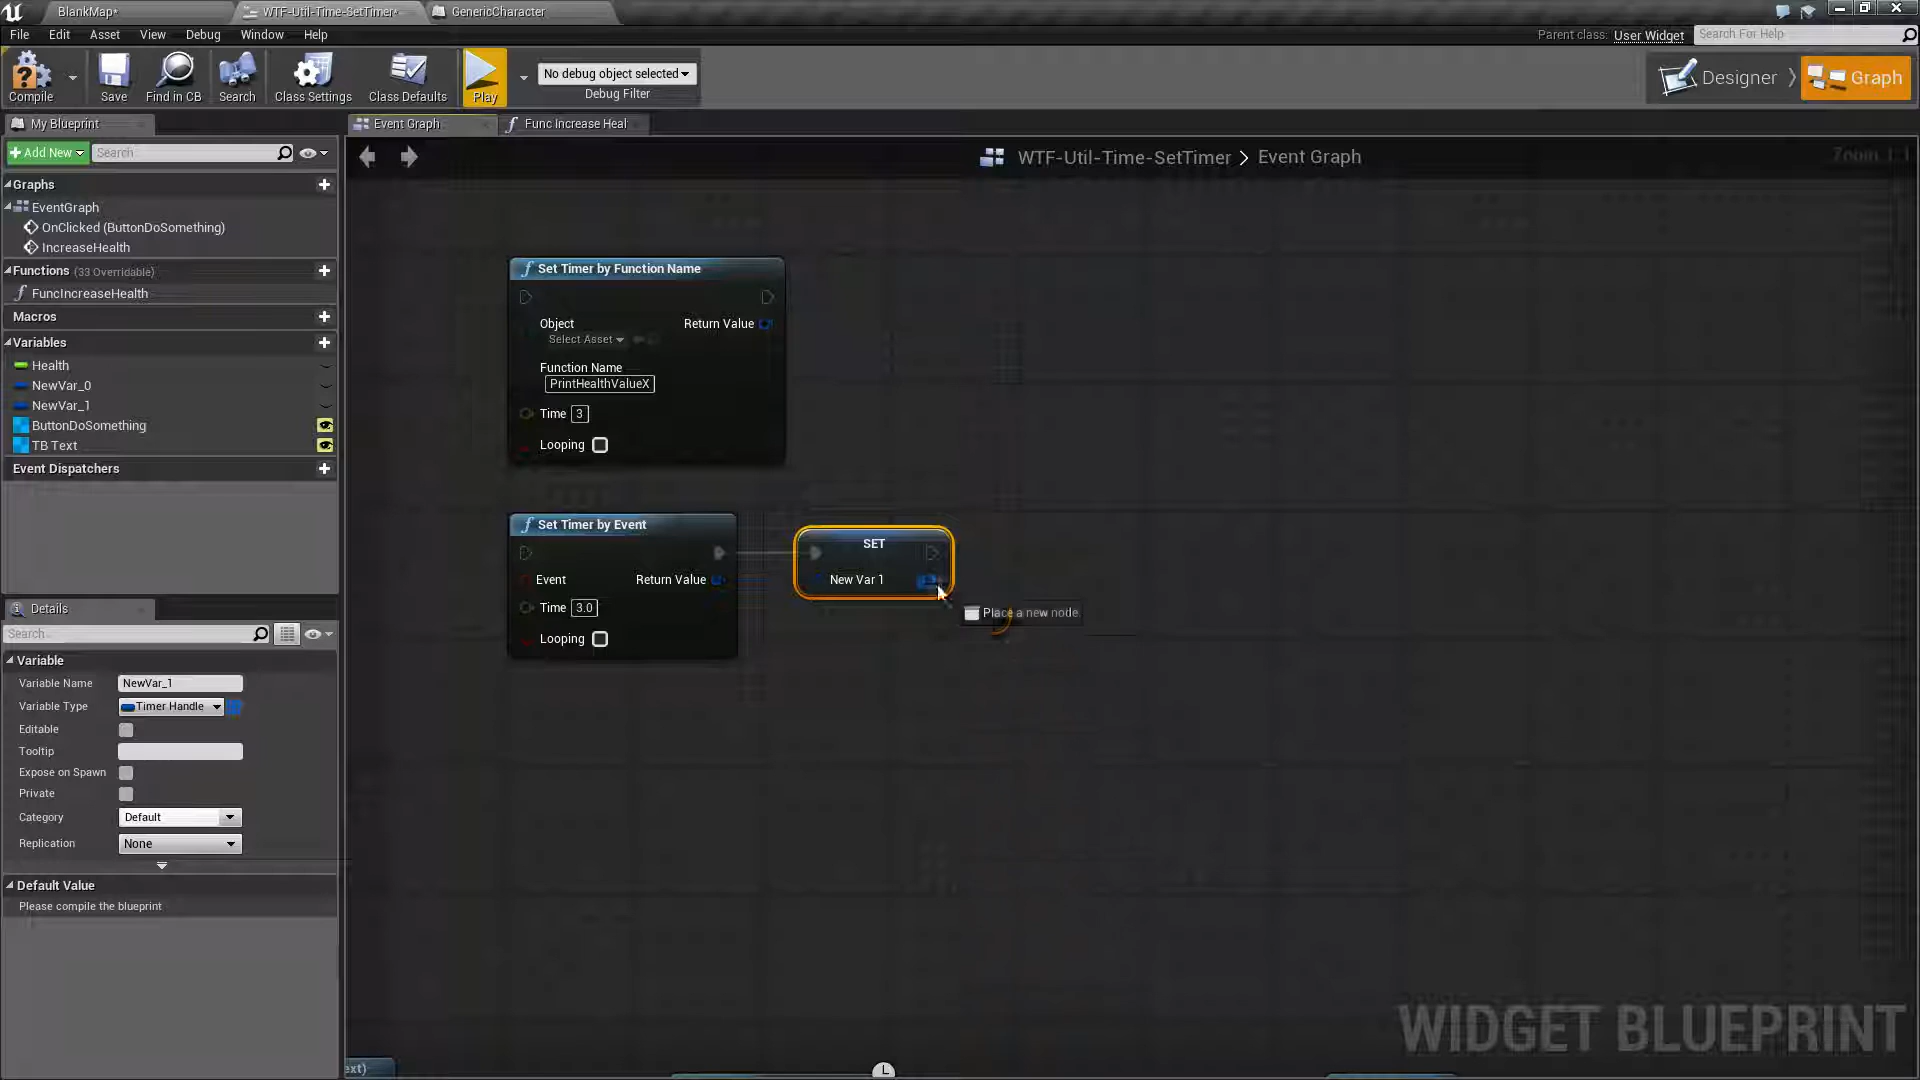 BlankMap*
WTF-Util-Time-SetTimer*
GenericCharacter
File
Edit
Asset
View
Debug
Window
Help
Parent class:
User Widget
Search For Help
Compile
Save
Find in CB
Search
Class Settings
Class Defaults
Play
No debug object selected
Debug Filter
Designer
Graph
My Blueprint
Event Graph
Func Increase Heal
Add New
Search
WTF-Util-Time-SetTimer > Event Graph
Zoom 1:1
Graphs
EventGraph
OnClicked (ButtonDoSomething)
IncreaseHealth
Functions (33 Overridable)
FuncIncreaseHealth
Macros
Variables
Health
NewVar_0
NewVar_1
ButtonDoSomething
TB Text
Event Dispatchers
Set Timer by Function Name
Object
Return Value
Select Asset
Function Name
PrintHealthValueX
Time 3
Looping
Set Timer by Event
Event
Return Value
Time 3.0
Looping
SET
New Var 1
Place a new node.
Details
Search
Variable
Variable Name
NewVar_1
Variable Type
Timer Handle
Editable
Tooltip
Expose on Spawn
Private
Category
Default
Replication
None
Default Value
Please compile the blueprint
WIDGET BLUEPRINT